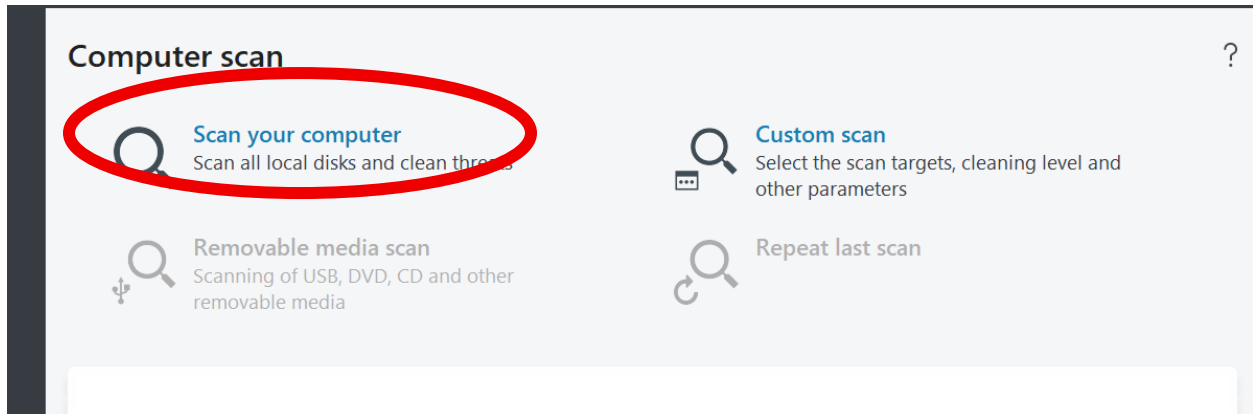 Computer scan
?
Scan your computer
Scan all local disks and clean threats
Custom scan
Select the scan targets, cleaning level and
other parameters
Removable media scan
Scanning of USB, DVD, CD and other
removable media
Repeat last scan